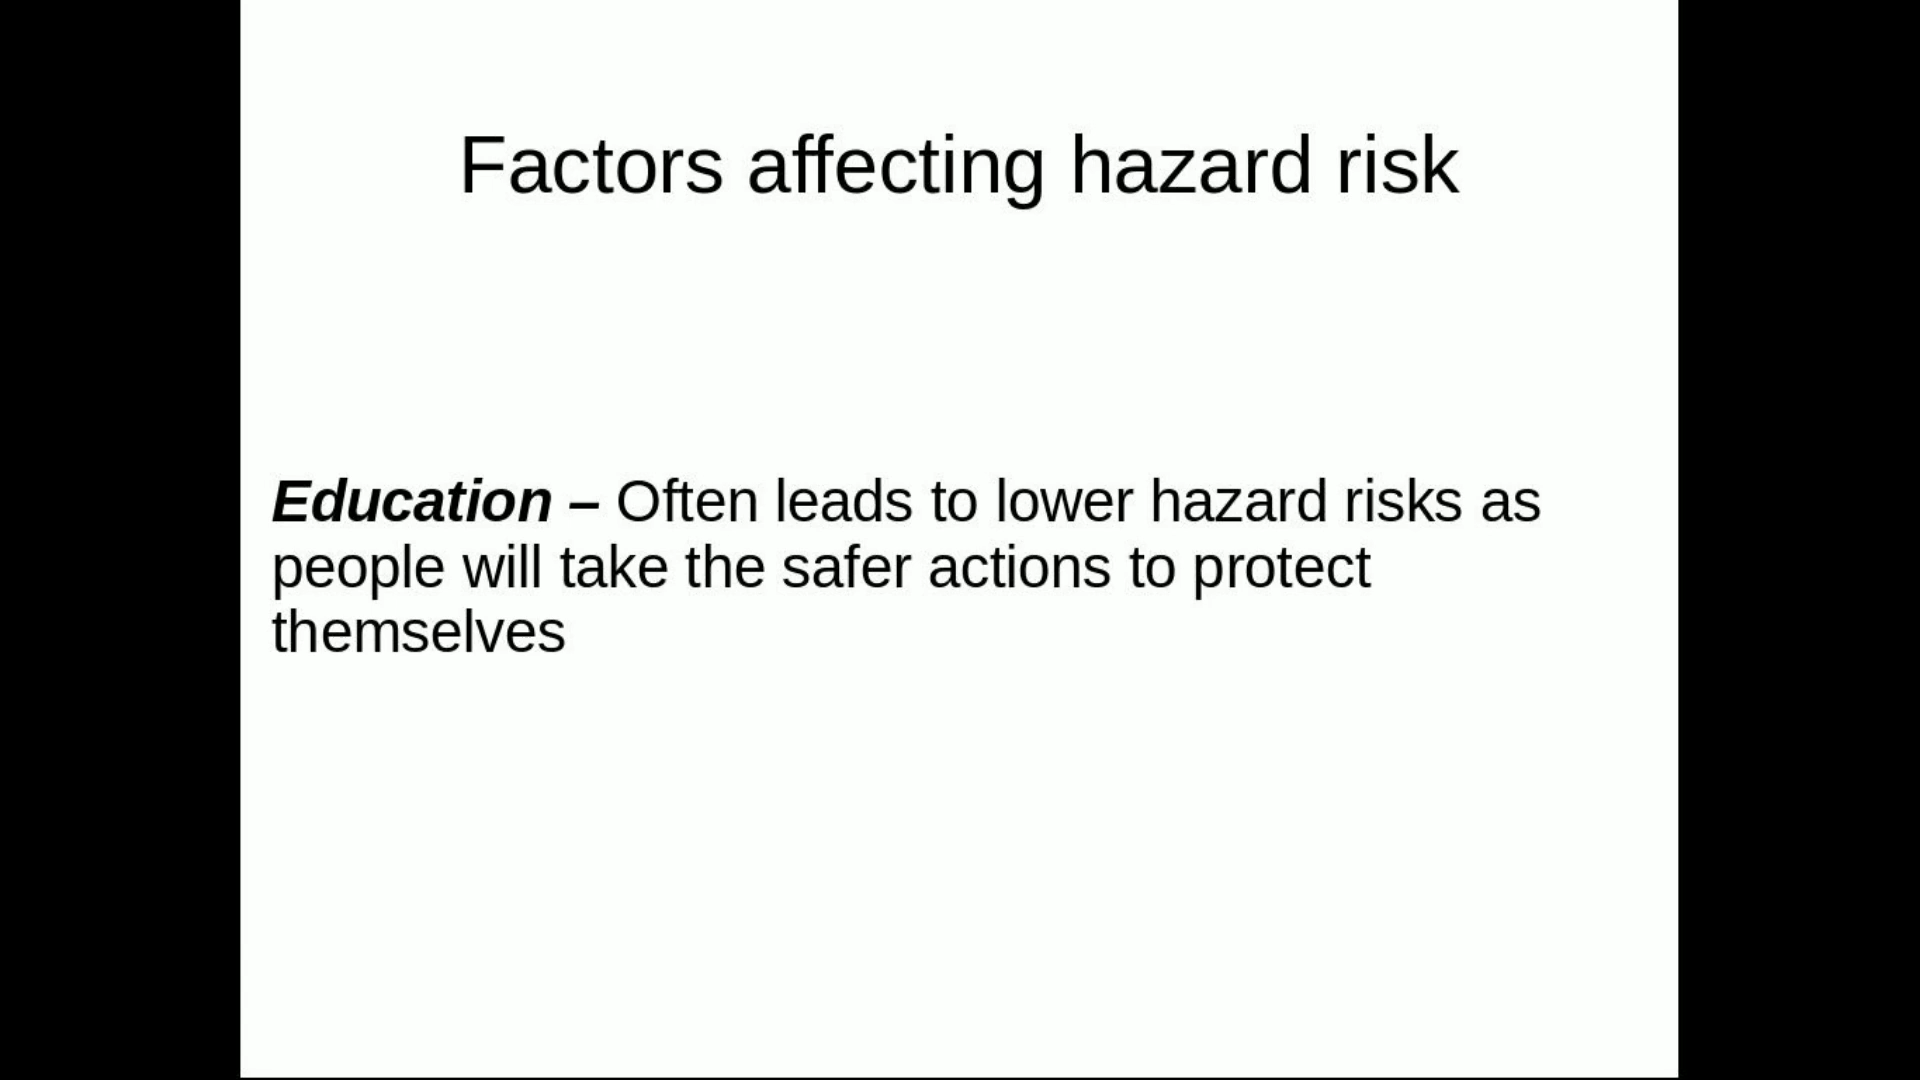 Factors affecting hazard risk
Education – Often leads to lower hazard risks as
people will take the safer actions to protect
themselves